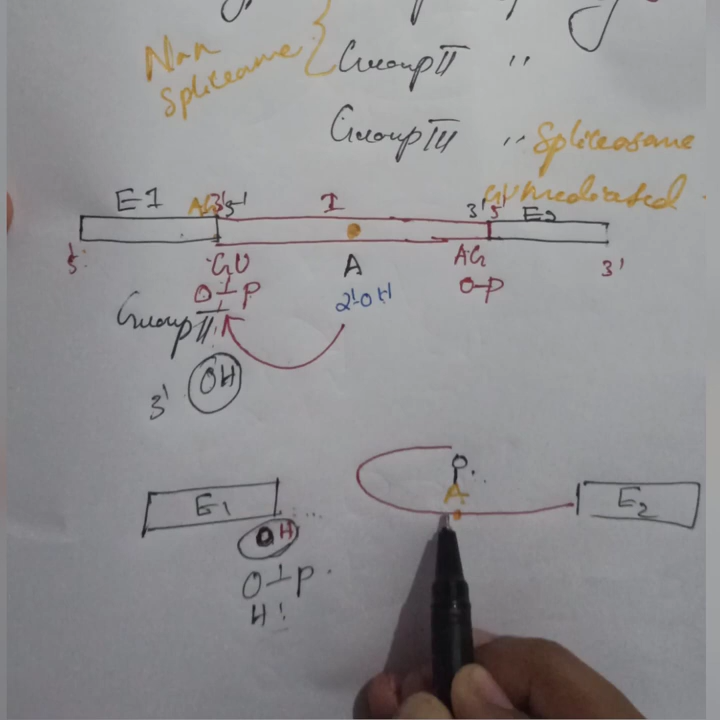 Non
Spliceosome
Group II "
Group III " Spliceosome
mediated.
E1 AG 3' 5' I 3' 5' GU E2
5' GU A AG 3'
O-P 2'-OH O-P
Group II
3' OH
P..
E1 A E2
OH
O-P.
H